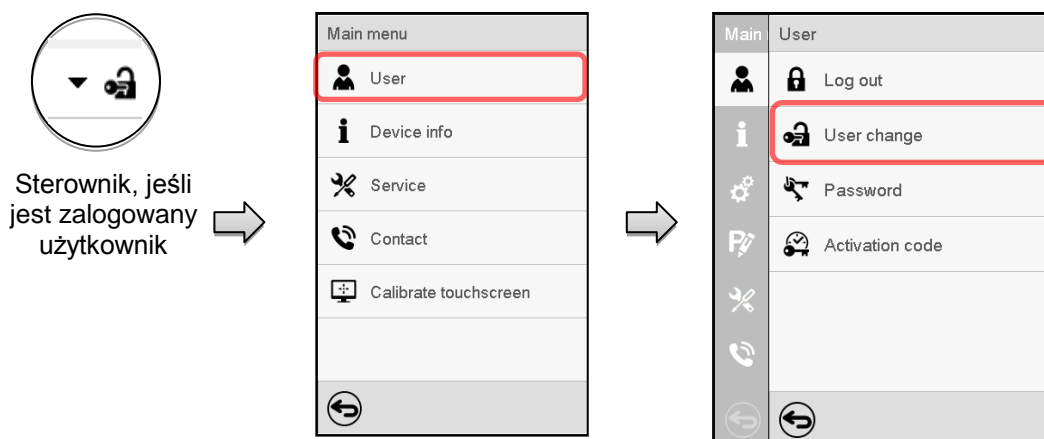 Sterownik, jeśli
jest zalogowany
użytkownik
Main menu
User
Device info
Service
Contact
Calibrate touchscreen
Main
User
Log out
User change
Password
Activation code